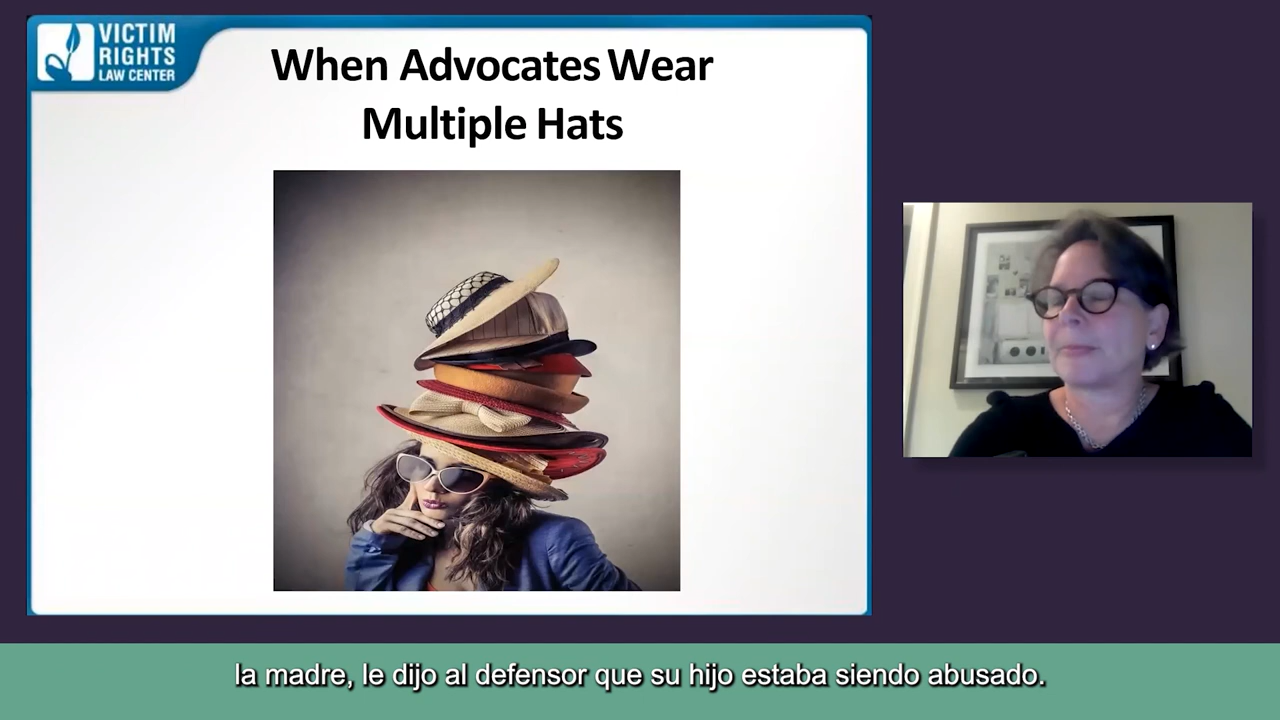 VICTIM
RIGHTS
LAW CENTER
When Advocates Wear
Multiple Hats
la madre, le dijo al defensor que su hijo estaba siendo abusado.